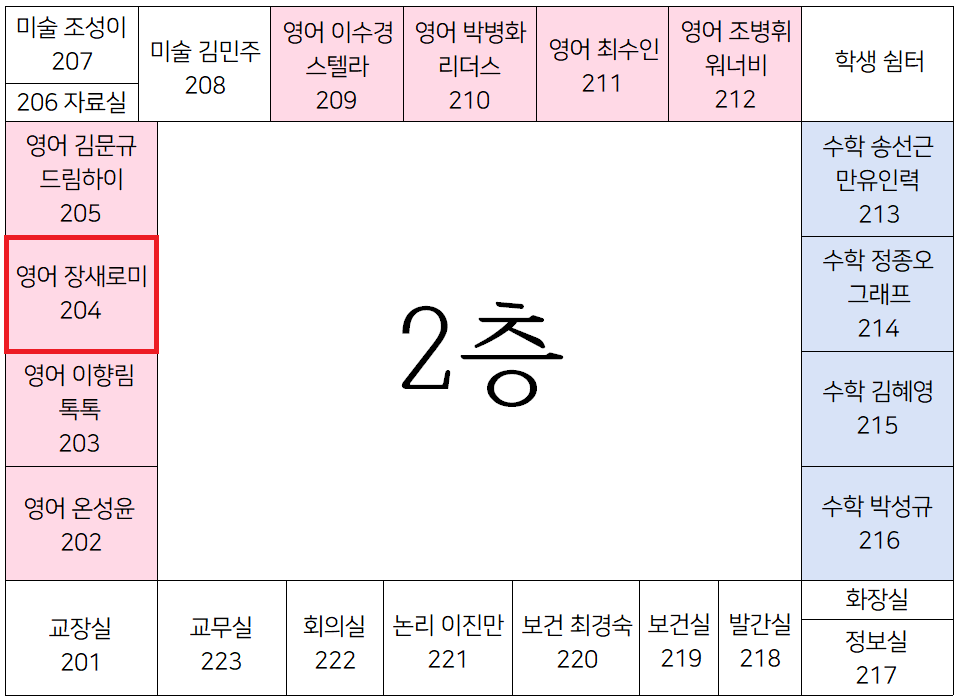 미술 조성이
207
206 자료실
미술 김민주
208
영어 이수경
스텔라
209
영어 박병화
리더스
210
영어 최수인
211
영어 조병휘
워너비
212
학생 쉼터
영어 김문규
드림하이
205
수학 송선근
만유인력
213
영어 장새로미
204
2층
수학 정종오
그래프
214
영어 이향림
톡톡
203
수학 김혜영
215
영어 온성윤
202
수학 박성규
216
교장실
201
교무실
223
회의실
222
논리 이진만
221
보건 최경숙
220
보건실
219
발간실
218
화장실
정보실
217